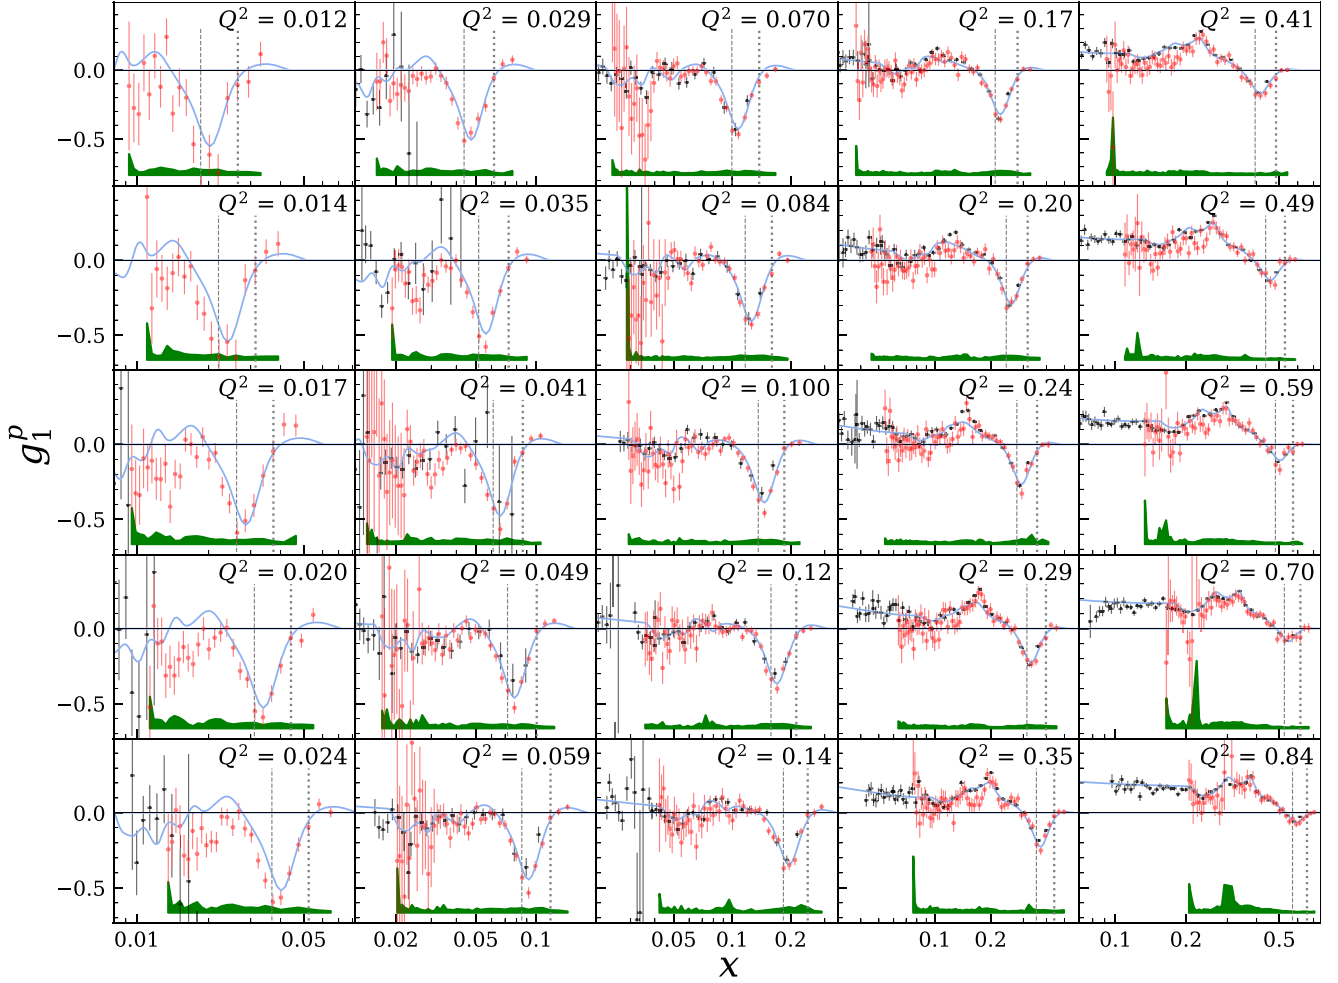 Q² = 0.012 Q² = 0.029 Q² = 0.070 Q² = 0.17 Q² = 0.41
0.0
−0.5
Q² = 0.014 Q² = 0.035 Q² = 0.084 Q² = 0.20 Q² = 0.49
0.0
−0.5
Q² = 0.017 Q² = 0.041 Q² = 0.100 Q² = 0.24 Q² = 0.59
0.0
g₁ᵖ
−0.5
Q² = 0.020 Q² = 0.049 Q² = 0.12 Q² = 0.29 Q² = 0.70
0.0
−0.5
Q² = 0.024 Q² = 0.059 Q² = 0.14 Q² = 0.35 Q² = 0.84
0.0
−0.5
0.01 0.05 0.02 0.05 0.1 0.05 0.1 0.2 0.1 0.2 0.1 0.2 0.5
x